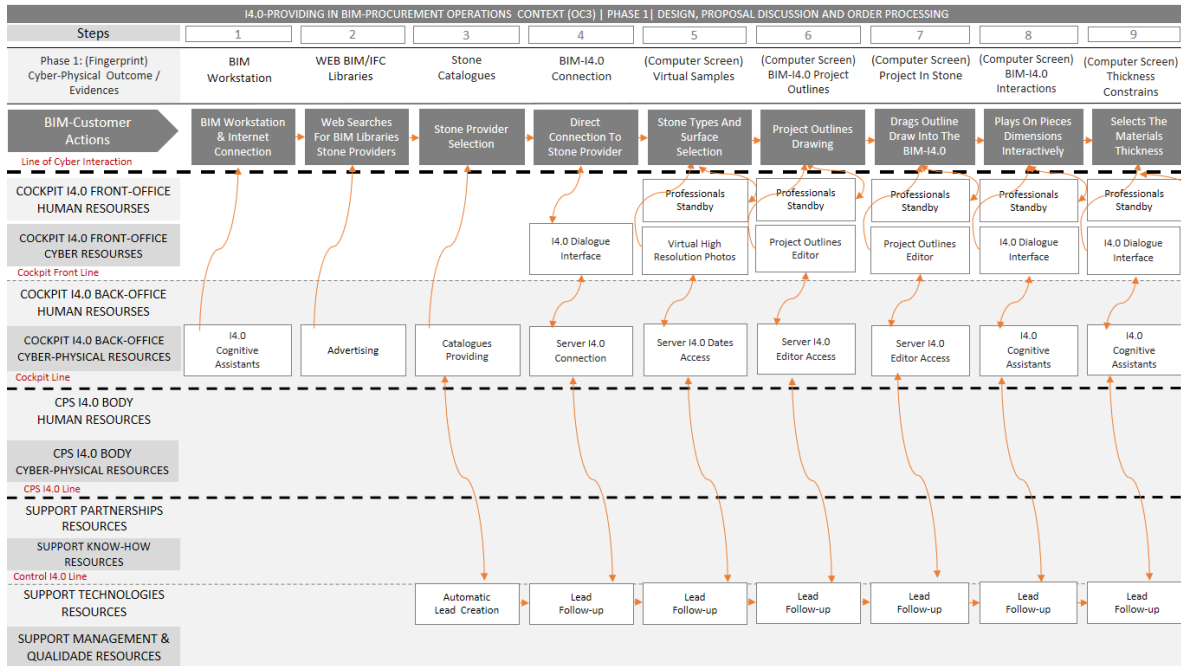 I4.0-PROVIDING IN BIM-PROCUREMENT OPERATIONS CONTEXT (OC3) | PHASE 1| DESIGN, PROPOSAL DISCUSSION AND ORDER PROCESSING
Steps
1
2
3
4
5
6
7
8
9
Phase 1: (Fingerprint)
Cyber-Physical Outcome /
Evidences
BIM
Workstation
WEB BIM/IFC
Libraries
Stone
Catalogues
BIM-I4.0
Connection
(Computer Screen)
Virtual Samples
(Computer Screen)
BIM-I4.0 Project
Outlines
(Computer Screen)
Project In Stone
(Computer Screen)
BIM-I4.0
Interactions
(Computer Screen)
Thickness
Constrains
BIM-Customer
Actions
BIM Workstation
& Internet
Connection
Web Searches
For BIM Libraries
Stone Providers
Stone Provider
Selection
Direct
Connection To
Stone Provider
Stone Types And
Surface
Selection
Project Outlines
Drawing
Drags Outline
Draw Into The
BIM-I4.0
Plays On Pieces
Dimensions
Interactively
Selects The
Materials
Thickness
Line of Cyber Interaction
COCKPIT I4.0 FRONT-OFFICE
HUMAN RESOURSES
Professionals
Standby
Professionals
Standby
Professionals
Standby
Professionals
Standby
Professionals
Standby
COCKPIT I4.0 FRONT-OFFICE
CYBER RESOURSES
I4.0 Dialogue
Interface
Virtual High
Resolution Photos
Project Outlines
Editor
Project Outlines
Editor
I4.0 Dialogue
Interface
I4.0 Dialogue
Interface
Cockpit Front Line
COCKPIT I4.0 BACK-OFFICE
HUMAN RESOURSES
COCKPIT I4.0 BACK-OFFICE
CYBER-PHYSICAL RESOURCES
I4.0
Cognitive
Assistants
Advertising
Catalogues
Providing
Server I4.0
Connection
Server I4.0 Dates
Access
Server I4.0
Editor Access
Server I4.0
Editor Access
I4.0
Cognitive
Assistants
I4.0
Cognitive
Assistants
Cockpit Line
CPS I4.0 BODY
HUMAN RESOURCES
CPS I4.0 BODY
CYBER-PHYSICAL RESOURCES
CPS I4.0 Line
SUPPORT PARTNERSHIPS
RESOURCES
SUPPORT KNOW-HOW
RESOURCES
Control I4.0 Line
SUPPORT TECHNOLOGIES
RESOURCES
Automatic
Lead Creation
Lead
Follow-up
Lead
Follow-up
Lead
Follow-up
Lead
Follow-up
Lead
Follow-up
Lead
Follow-up
SUPPORT MANAGEMENT &
QUALIDADE RESOURCES